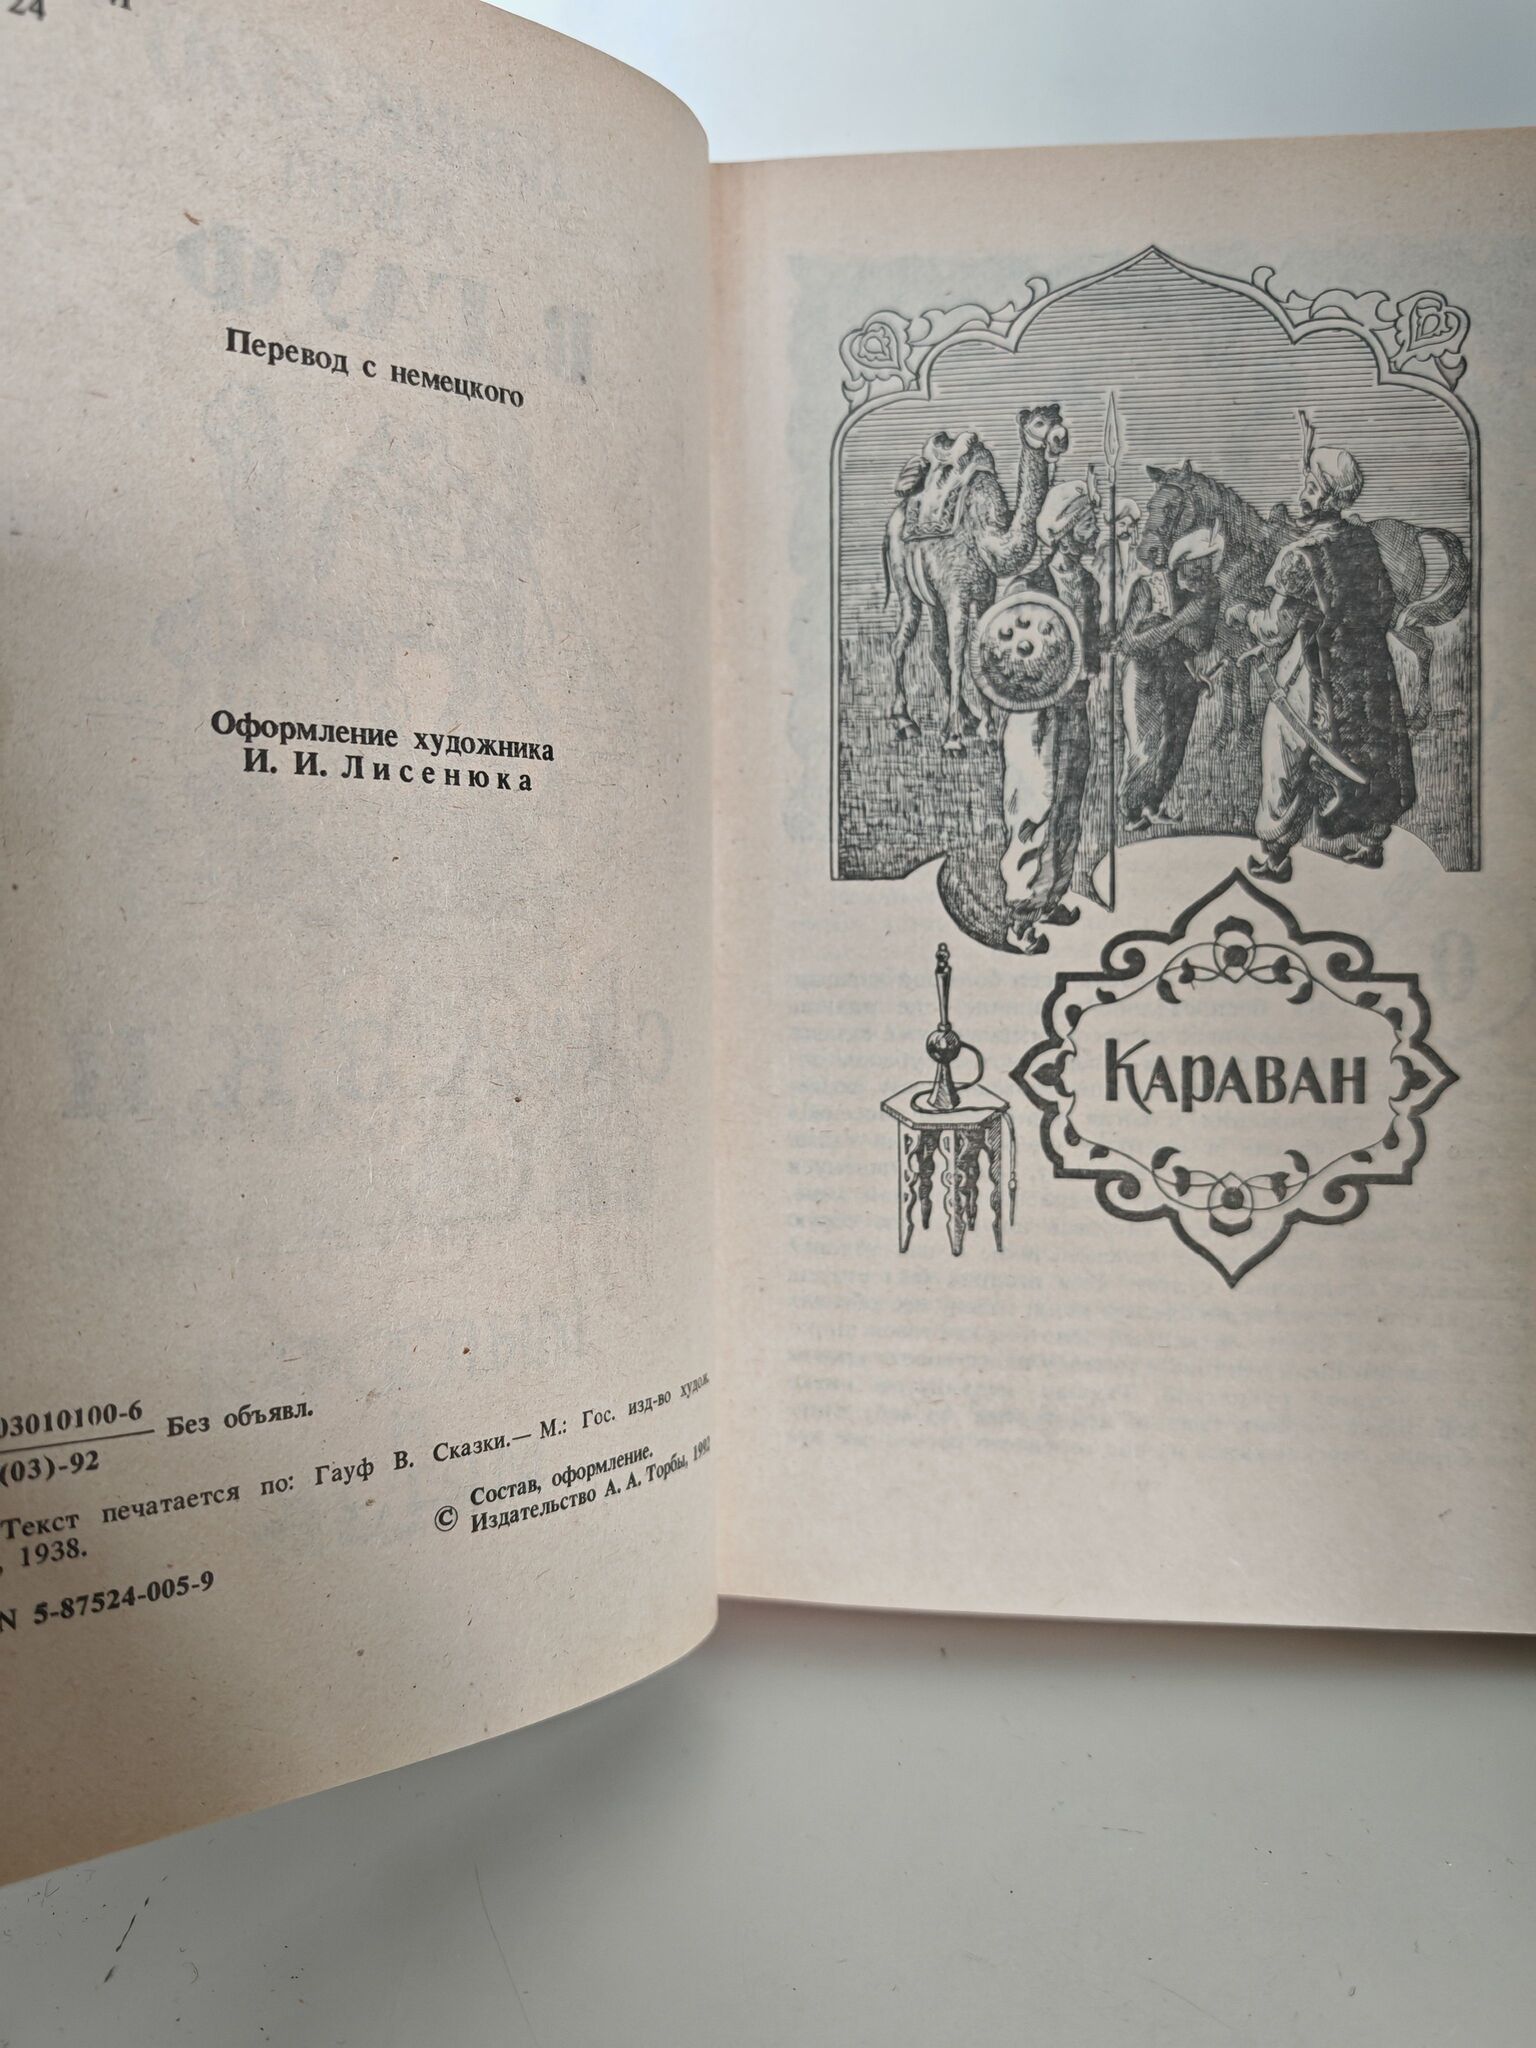 24
Перевод с немецкого
Оформление художника
И. И. Лисенюка
03010100-6
(03)-92
Без объявл.
Текст печатается по: Гауф В. Сказки.— М.: Гос. изд-во худож.
, 1938.
© Состав, оформление.
Издательство А. А. Торбы, 1992
N 5-87524-005-9
КАРАВАН